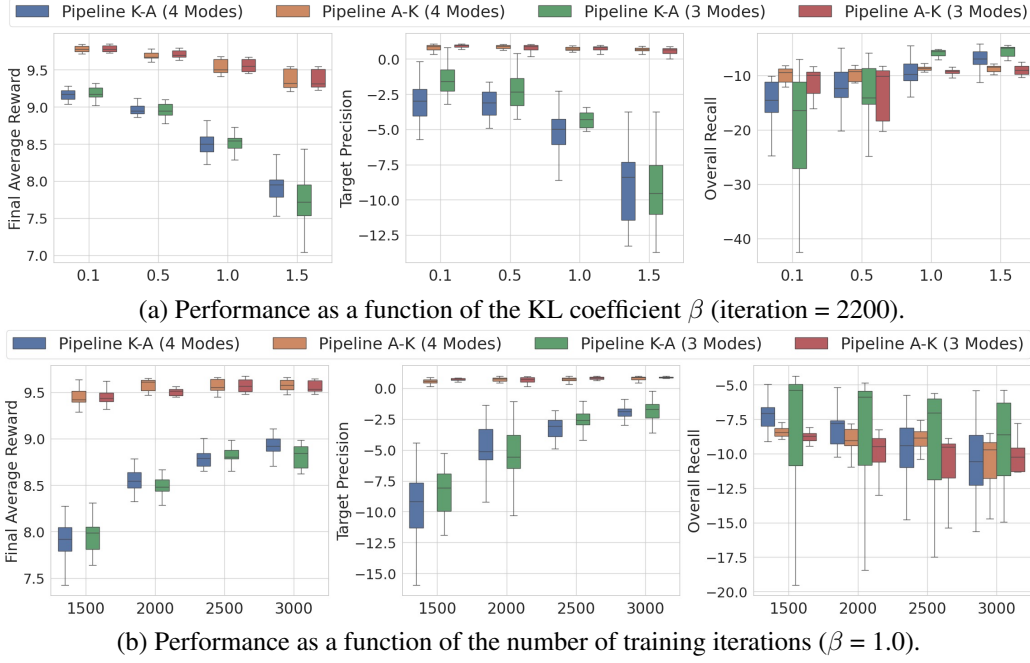 Pipeline K-A (4 Modes) Pipeline A-K (4 Modes) Pipeline K-A (3 Modes) Pipeline A-K (3 Modes)
Final Average Reward
9.5
9.0
8.5
8.0
7.5
7.0
0.1 0.5 1.0 1.5
Target Precision
0.0
−2.5
−5.0
−7.5
−10.0
−12.5
0.1 0.5 1.0 1.5
Overall Recall
−10
−20
−30
−40
0.1 0.5 1.0 1.5
(a) Performance as a function of the KL coefficient β (iteration = 2200).
Pipeline K-A (4 Modes) Pipeline A-K (4 Modes) Pipeline K-A (3 Modes) Pipeline A-K (3 Modes)
Final Average Reward
9.5
9.0
8.5
8.0
7.5
1500 2000 2500 3000
Target Precision
0.0
−2.5
−5.0
−7.5
−10.0
−12.5
−15.0
1500 2000 2500 3000
Overall Recall
−5.0
−7.5
−10.0
−12.5
−15.0
−17.5
−20.0
1500 2000 2500 3000
(b) Performance as a function of the number of training iterations (β = 1.0).